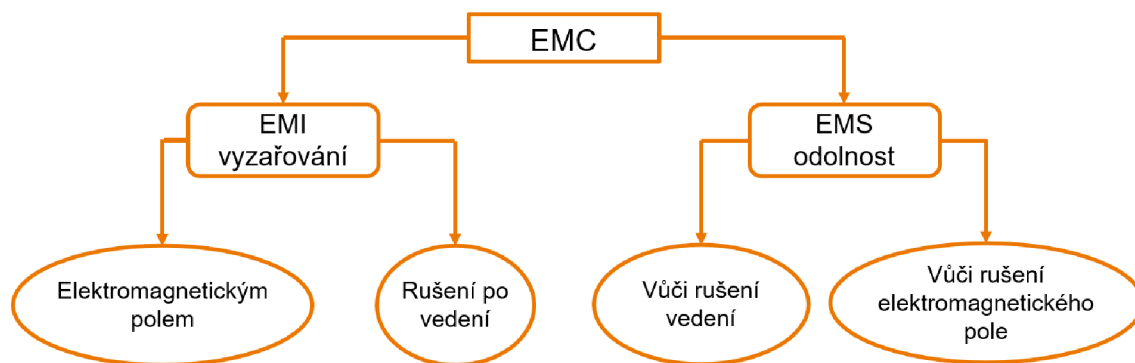 EMC
EMI
vyzařování
EMS
odolnost
Elektromagnetickým
polem
Rušení po
vedení
Vůči rušení
vedení
Vůči rušení
elektromagnetického
pole